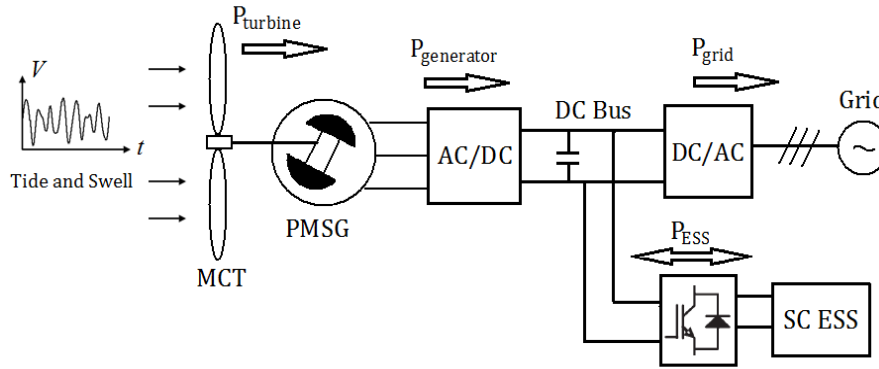 P_turbine
P_generator
P_grid
V
t
Tide and Swell
MCT
PMSG
AC/DC
DC Bus
DC/AC
Grid
P_ESS
SC ESS